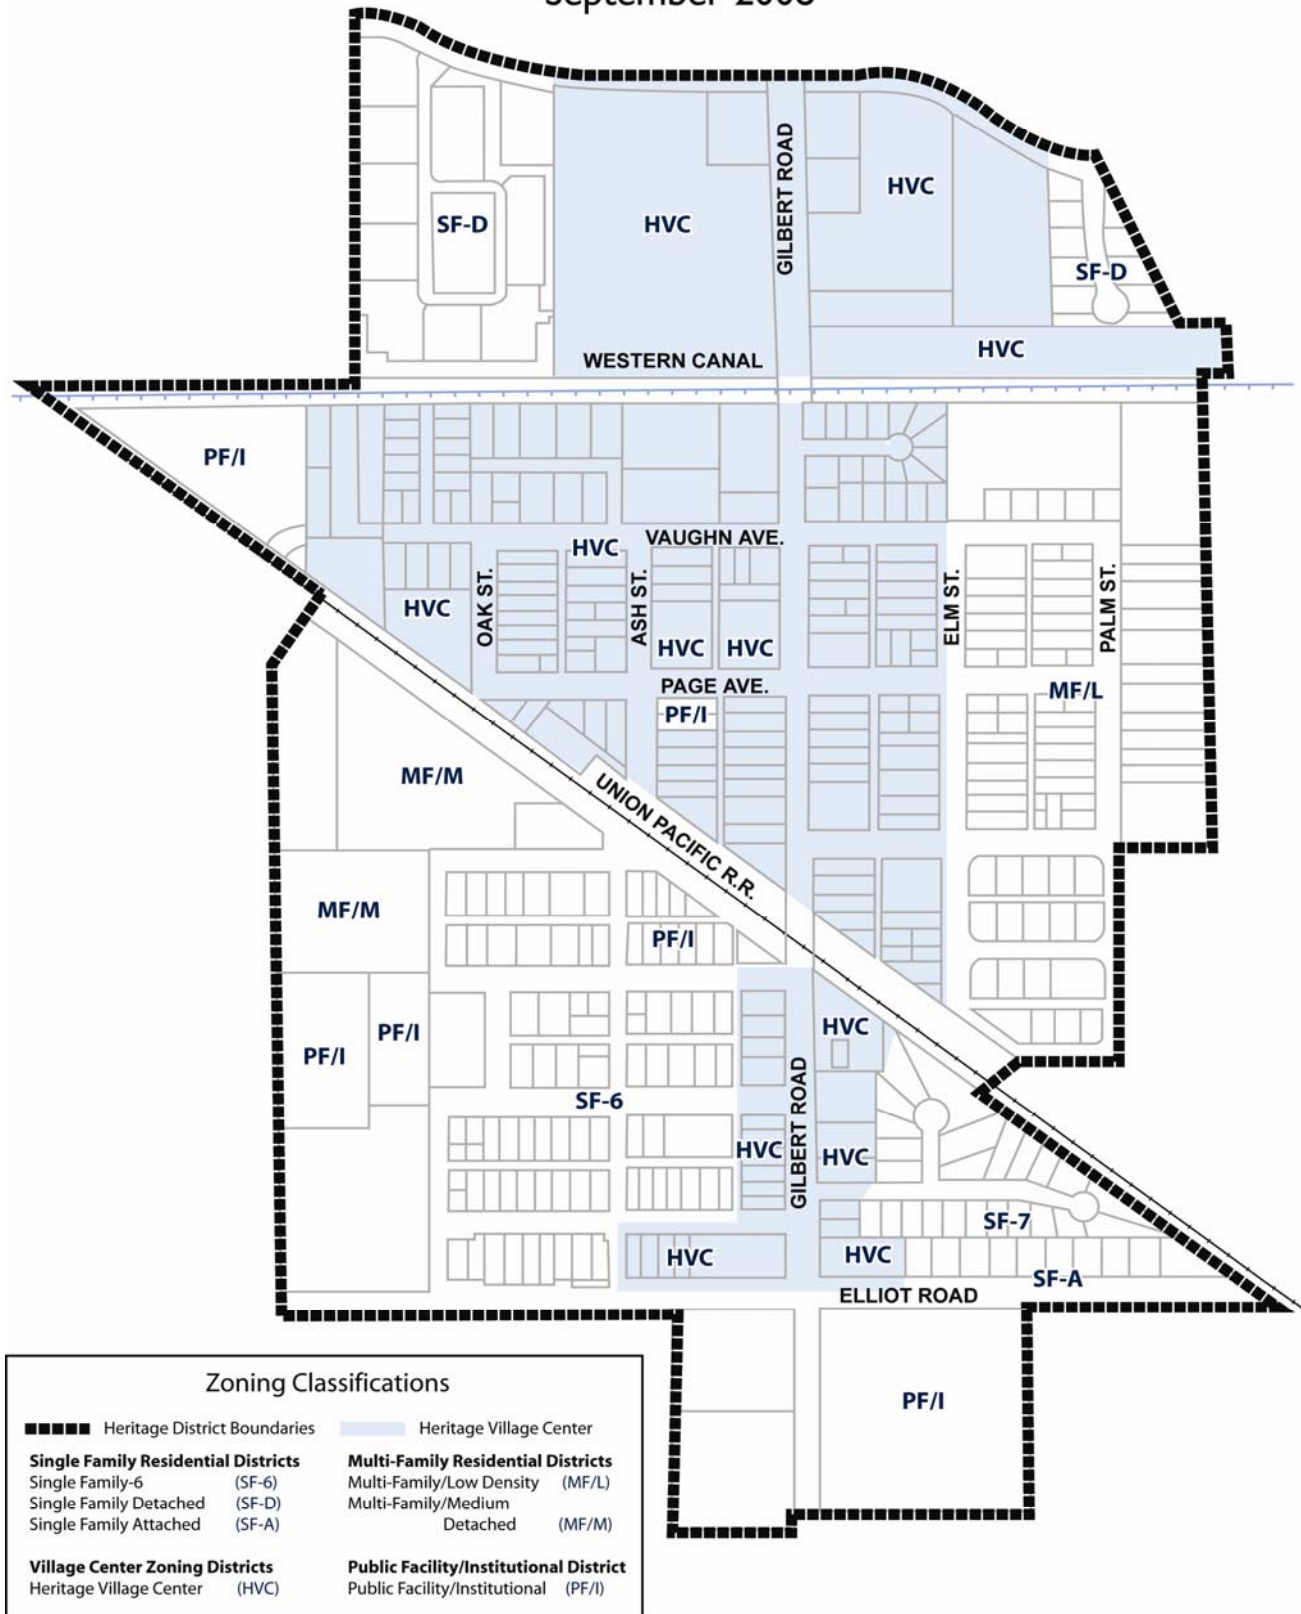 September 2008
GILBERT ROAD
HVC
SF-D
HVC
SF-D
HVC
WESTERN CANAL
PF/I
VAUGHN AVE.
HVC
OAK ST.
ASH ST.
ELM ST.
PALM ST.
HVC
HVC
HVC
PAGE AVE.
MF/L
PF/I
MF/M
UNION PACIFIC R.R.
MF/M
PF/I
HVC
PF/I
PF/I
GILBERT ROAD
SF-6
HVC
HVC
SF-7
HVC
HVC
SF-A
ELLIOT ROAD
PF/I
Zoning Classifications
Heritage District Boundaries
Heritage Village Center
Single Family Residential Districts
Single Family-6 (SF-6)
Single Family Detached (SF-D)
Single Family Attached (SF-A)
Multi-Family Residential Districts
Multi-Family/Low Density (MF/L)
Multi-Family/Medium
Detached (MF/M)
Village Center Zoning Districts
Heritage Village Center (HVC)
Public Facility/Institutional District
Public Facility/Institutional (PF/I)